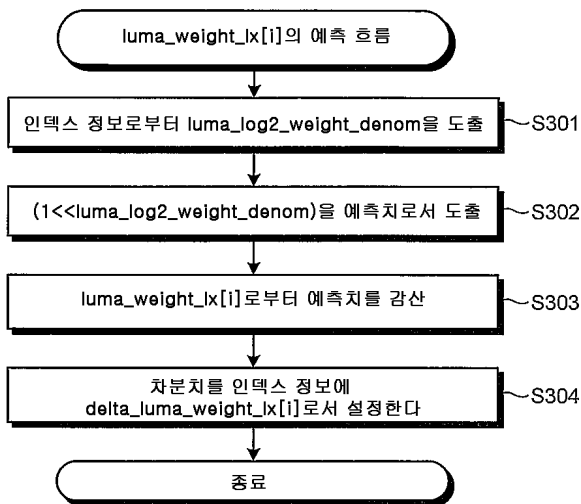 luma_weight_lx[i]의 예측 흐름
인덱스 정보로부터 luma_log2_weight_denom을 도출
S301
(1<<luma_log2_weight_denom)을 예측치로서 도출
S302
luma_weight_lx[i]로부터 예측치를 감산
S303
차분치를 인덱스 정보에
delta_luma_weight_lx[i]로서 설정한다
S304
종료